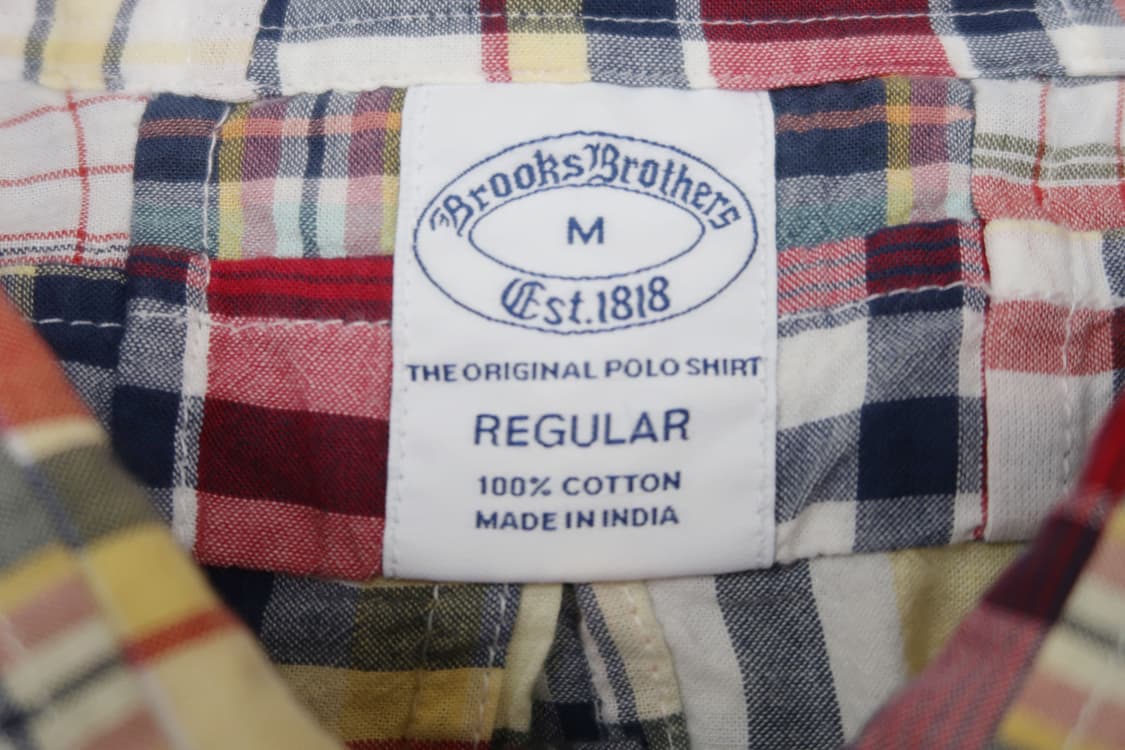 Brooks Brothers
M
Est. 1818
THE ORIGINAL POLO SHIRT
REGULAR
100% COTTON
MADE IN INDIA